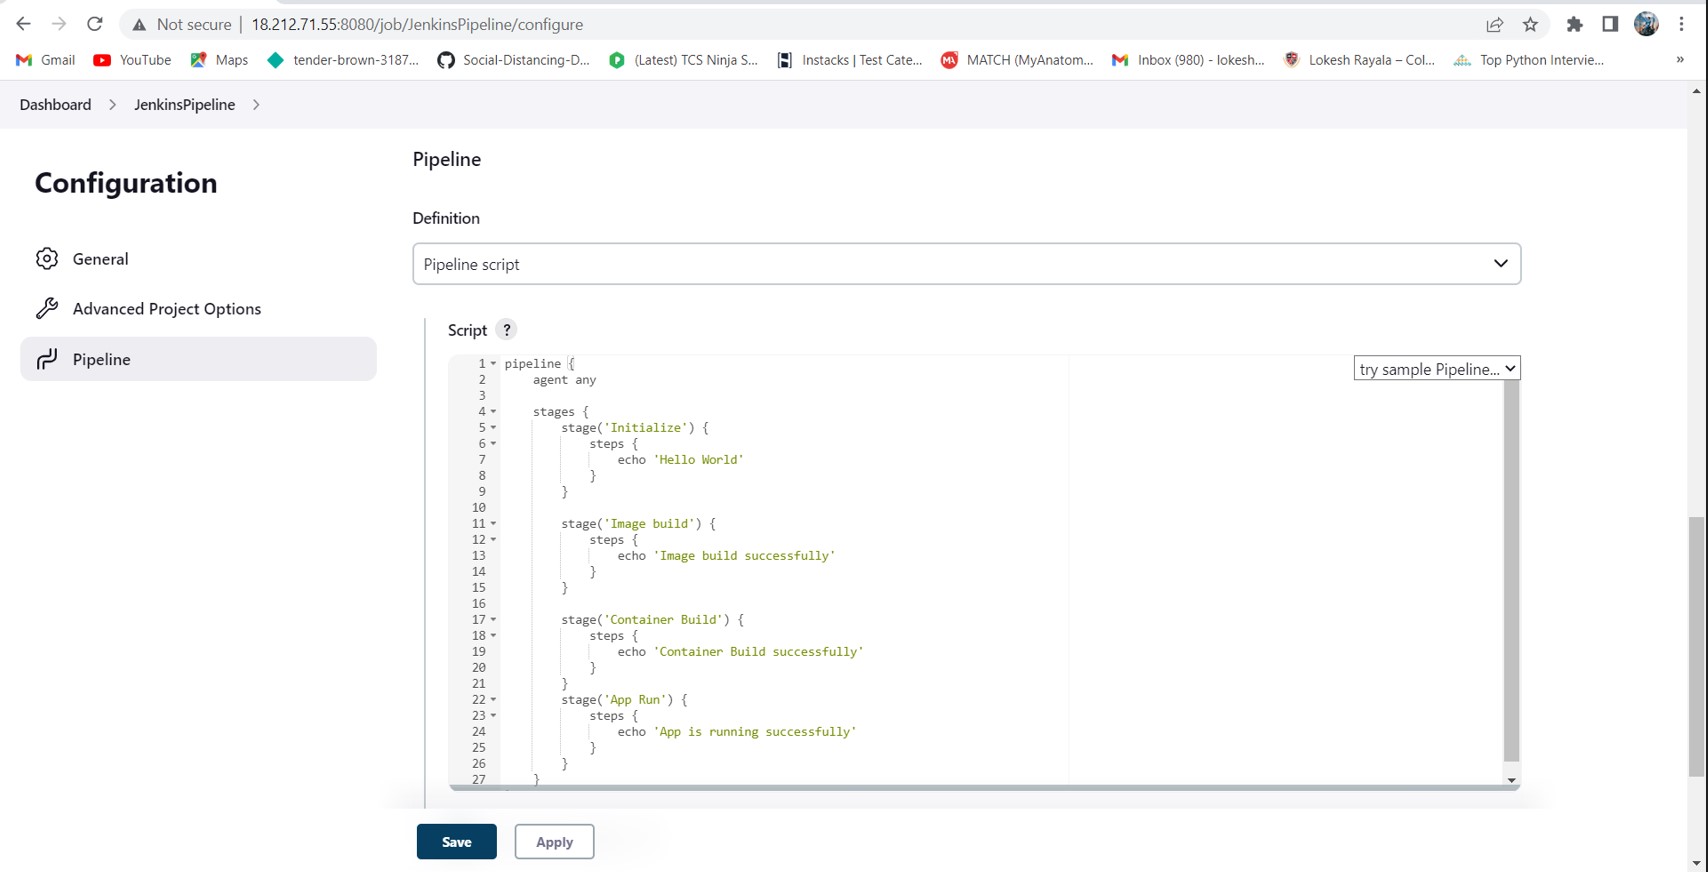 Not secure | 18.212.71.55:8080/job/JenkinsPipeline/configure
Gmail YouTube Maps tender-brown-3187... Social-Distancing-D... (Latest) TCS Ninja S... Instacks | Test Cate... MATCH (MyAnatom... Inbox (980) - lokesh... Lokesh Rayala – Col... Top Python Intervie... »
Dashboard > JenkinsPipeline >
Configuration
General
Advanced Project Options
Pipeline
Pipeline
Definition
Pipeline script
Script ?
try sample Pipeline...
1 pipeline {
2     agent any
3
4     stages {
5         stage('Initialize') {
6             steps {
7                 echo 'Hello World'
8             }
9         }
10
11         stage('Image build') {
12             steps {
13                 echo 'Image build successfully'
14             }
15         }
16
17         stage('Container Build') {
18             steps {
19                 echo 'Container Build successfully'
20             }
21         }
22         stage('App Run') {
23             steps {
24                 echo 'App is running successfully'
25             }
26         }
27     }
Save Apply